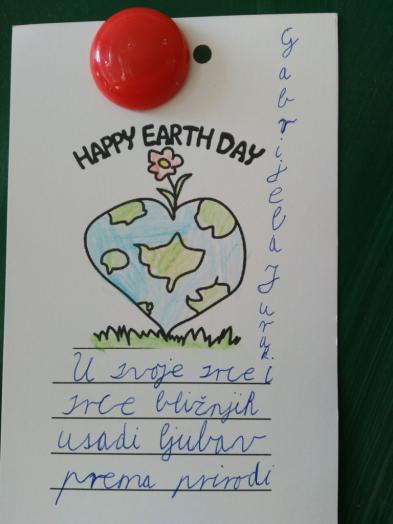 HAPPY EARTH DAY
Gabrijela Jurak
U svoje srce i
srce bližnjih
usadi ljubav
prema prirodi